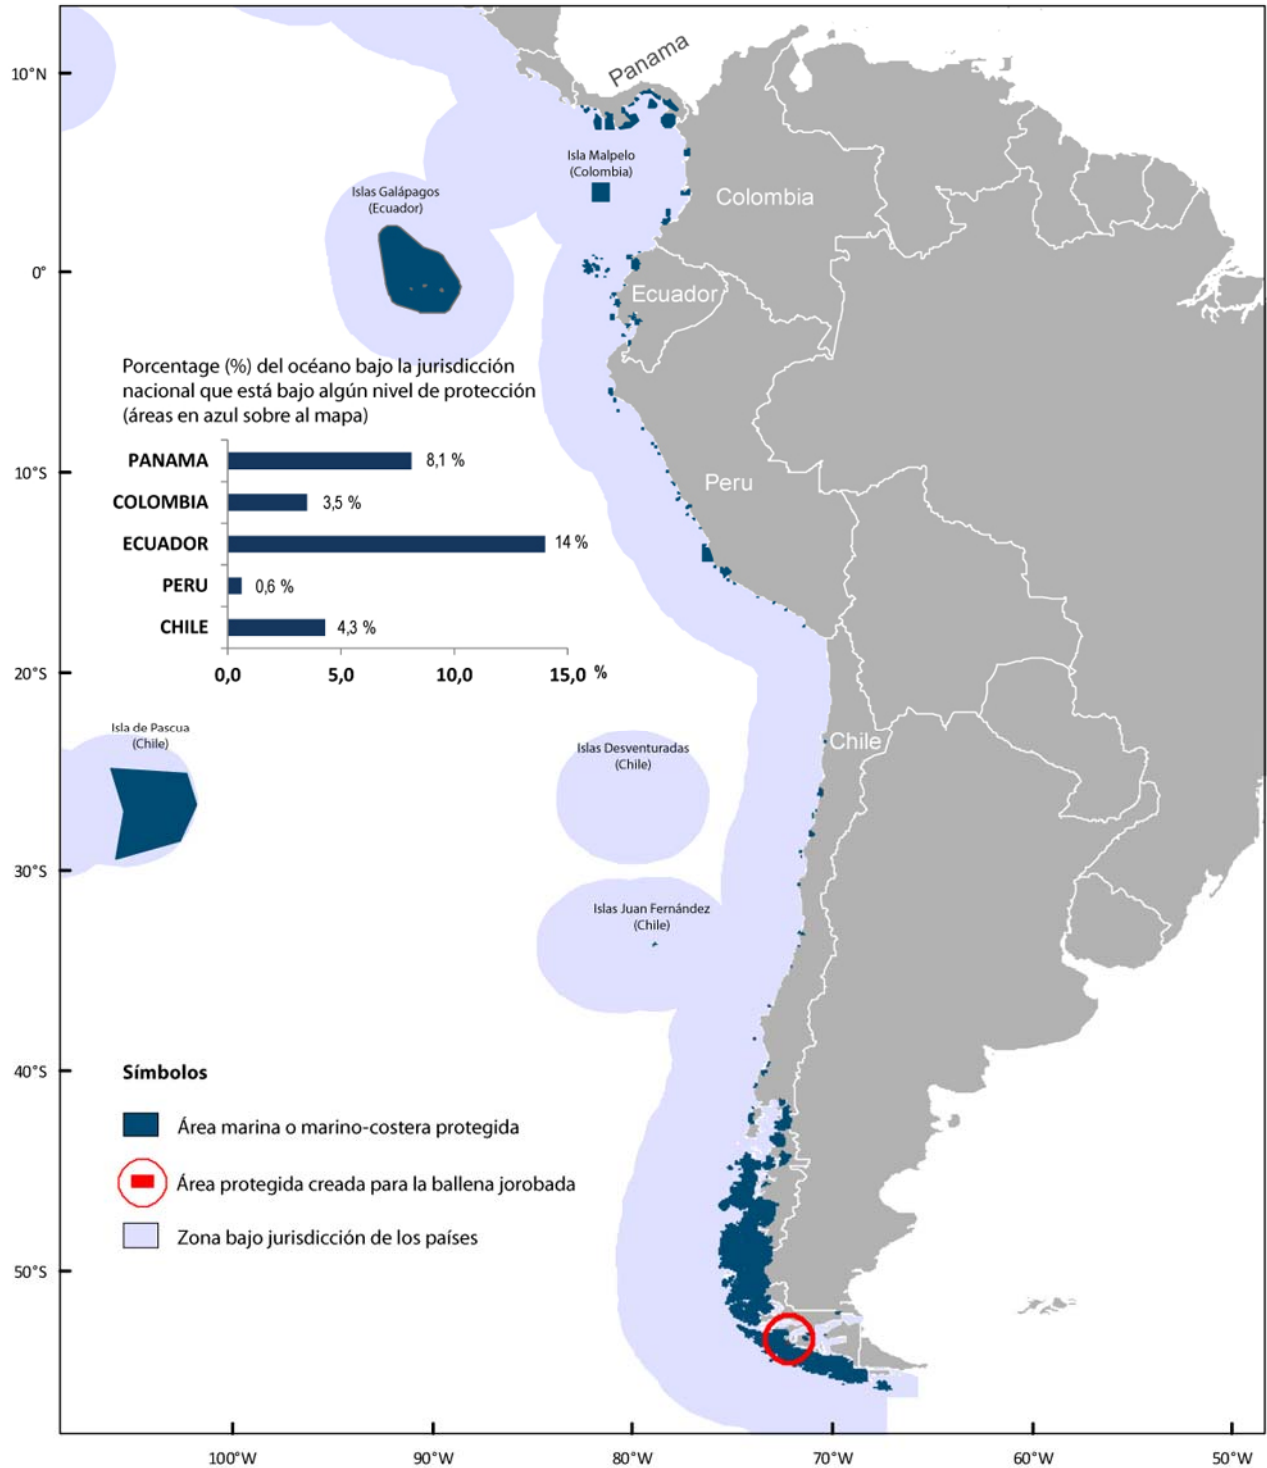 Panama
10°N
Isla Malpelo
(Colombia)
Islas Galápagos
(Ecuador)
Colombia
0°
Ecuador
Porcentage (%) del océano bajo la jurisdicción
nacional que está bajo algún nivel de protección
(áreas en azul sobre al mapa)
PANAMA 8,1 %
COLOMBIA 3,5 %
ECUADOR 14 %
PERU 0,6 %
CHILE 4,3 %
0,0 5,0 10,0 15,0 %
10°S
Peru
20°S
Isla de Pascua
(Chile)
Islas Desventuradas
(Chile)
Chile
30°S
Islas Juan Fernández
(Chile)
40°S
Símbolos
Área marina o marino-costera protegida
Área protegida creada para la ballena jorobada
Zona bajo jurisdicción de los países
50°S
100°W 90°W 80°W 70°W 60°W 50°W